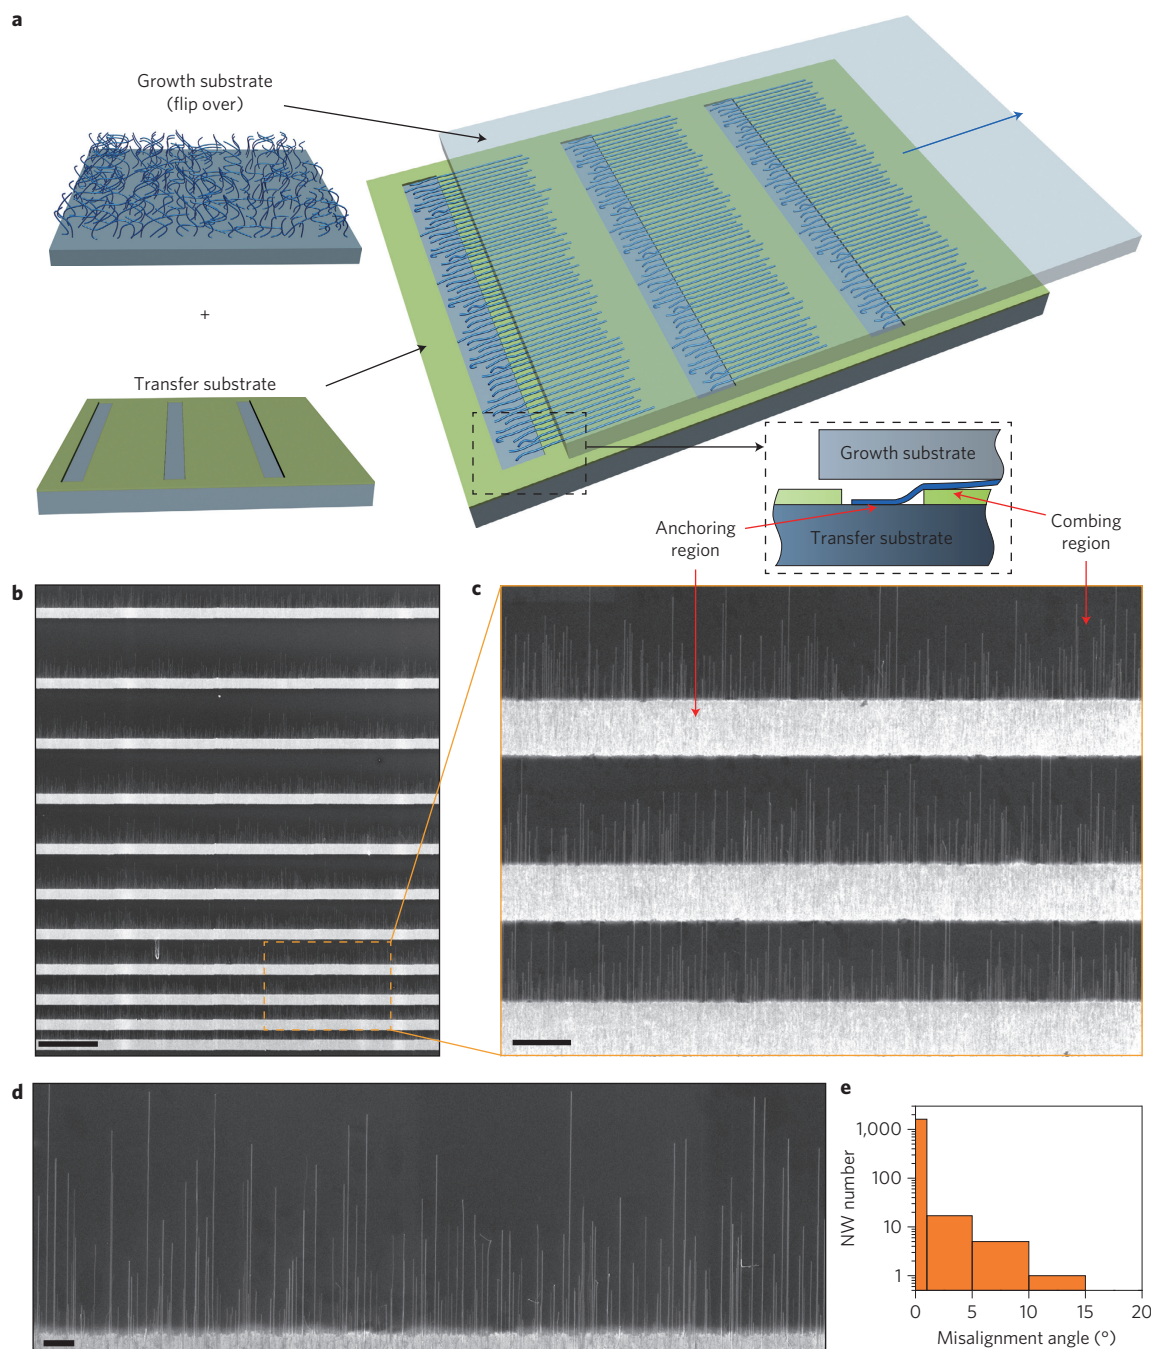 a
Growth substrate
(flip over)
+
Transfer substrate
Growth substrate
Transfer substrate
Anchoring
region
Combing
region
b
c
d
e
NW number
1,000
100
10
1
0
5
10
15
20
Misalignment angle (°)